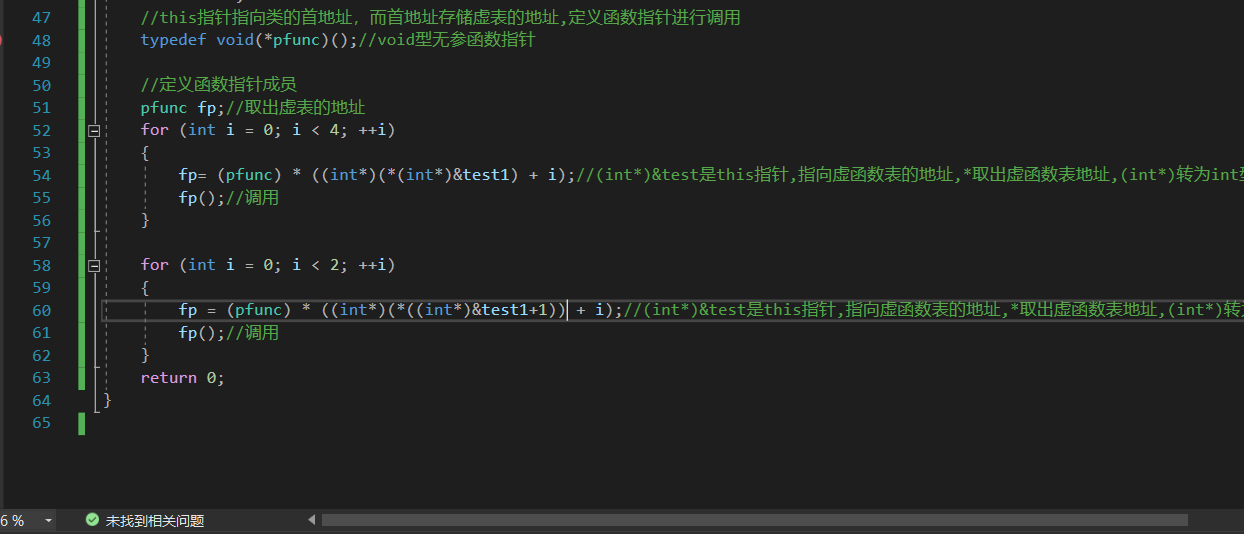 47 //this指针指向类的首地址，而首地址存储虚表的地址,定义函数指针进行调用
48 typedef void(*pfunc)();//void型无参函数指针
49
50 //定义函数指针成员
51 pfunc fp;//取出虚表的地址
52 for (int i = 0; i < 4; ++i)
53 {
54 fp= (pfunc) * ((int*)(*(int*)&test1) + i);//(int*)&test是this指针,指向虚函数表的地址,*取出虚函数表地址,(int*)转为int
55 fp();//调用
56 }
57
58 for (int i = 0; i < 2; ++i)
59 {
60 fp = (pfunc) * ((int*)(*((int*)&test1+1)) + i);//(int*)&test是this指针,指向虚函数表的地址,*取出虚函数表地址,(int*)转
61 fp();//调用
62 }
63 return 0;
64 }
65
6 %
未找到相关问题